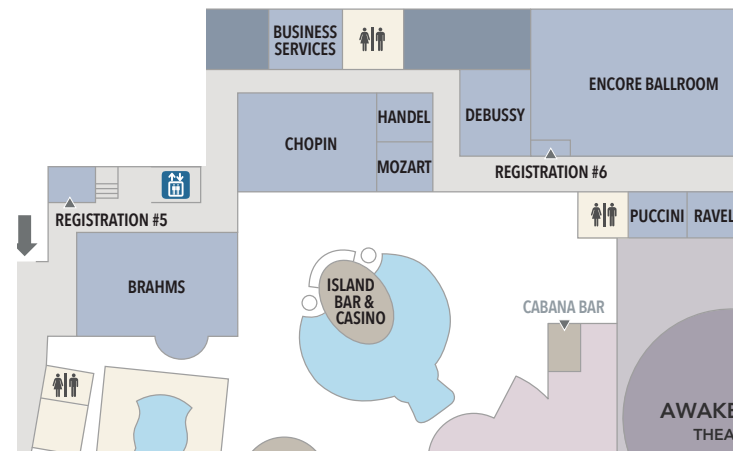 BUSINESS
SERVICES
ENCORE BALLROOM
HANDEL
DEBUSSY
CHOPIN
MOZART
REGISTRATION #6
REGISTRATION #5
PUCCINI
RAVEL
BRAHMS
ISLAND
BAR &
CASINO
CABANA BAR
AWAKE
THEA